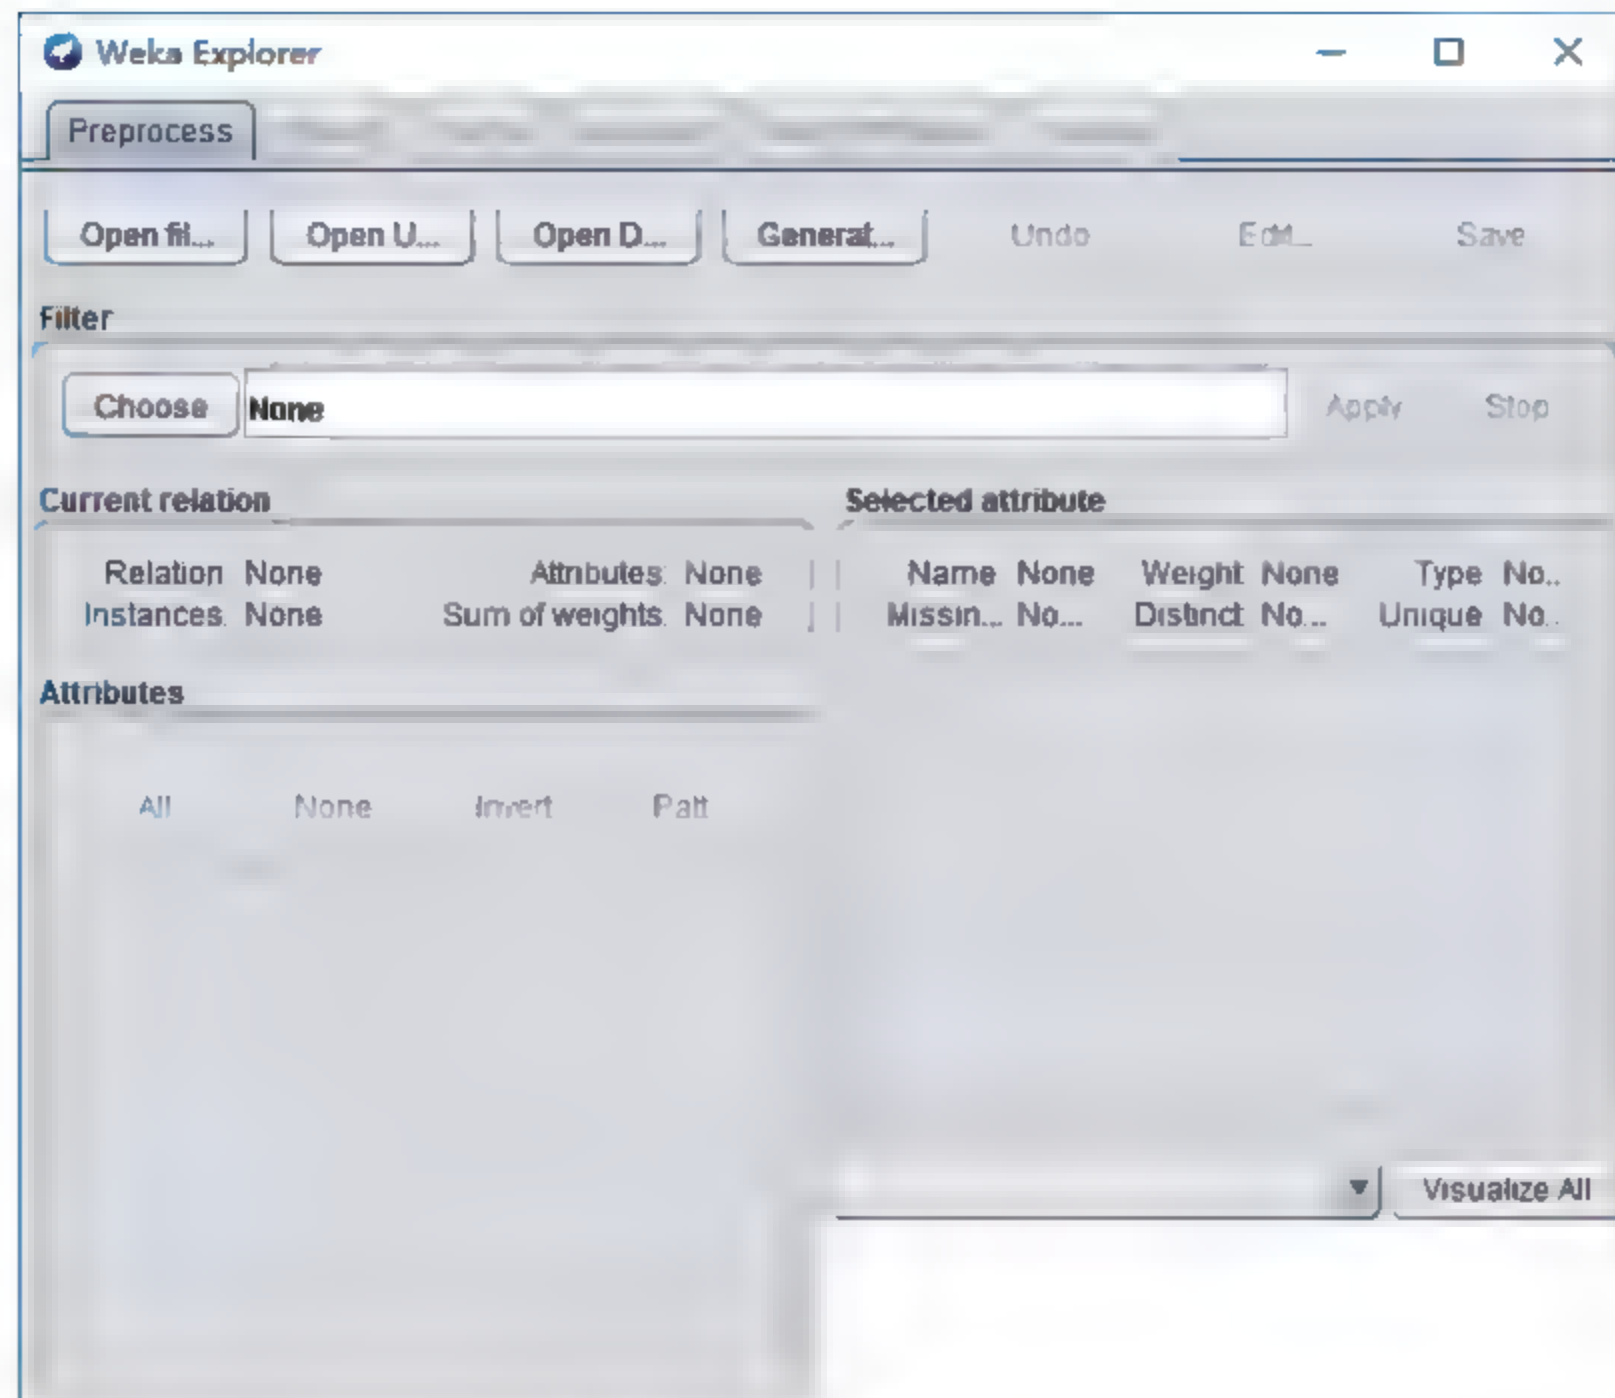 Weka Explorer
Preprocess
Open fil... Open U... Open D... Generat... Undo Edit... Save
Filter
Choose None Apply Stop
Current relation Selected attribute
Relation None Attributes: None Name None Weight: None Type No..
Instances: None Sum of weights: None Missin... No... Distinct: No... Unique No..
Attributes
All None Invert Patt
Visualize All